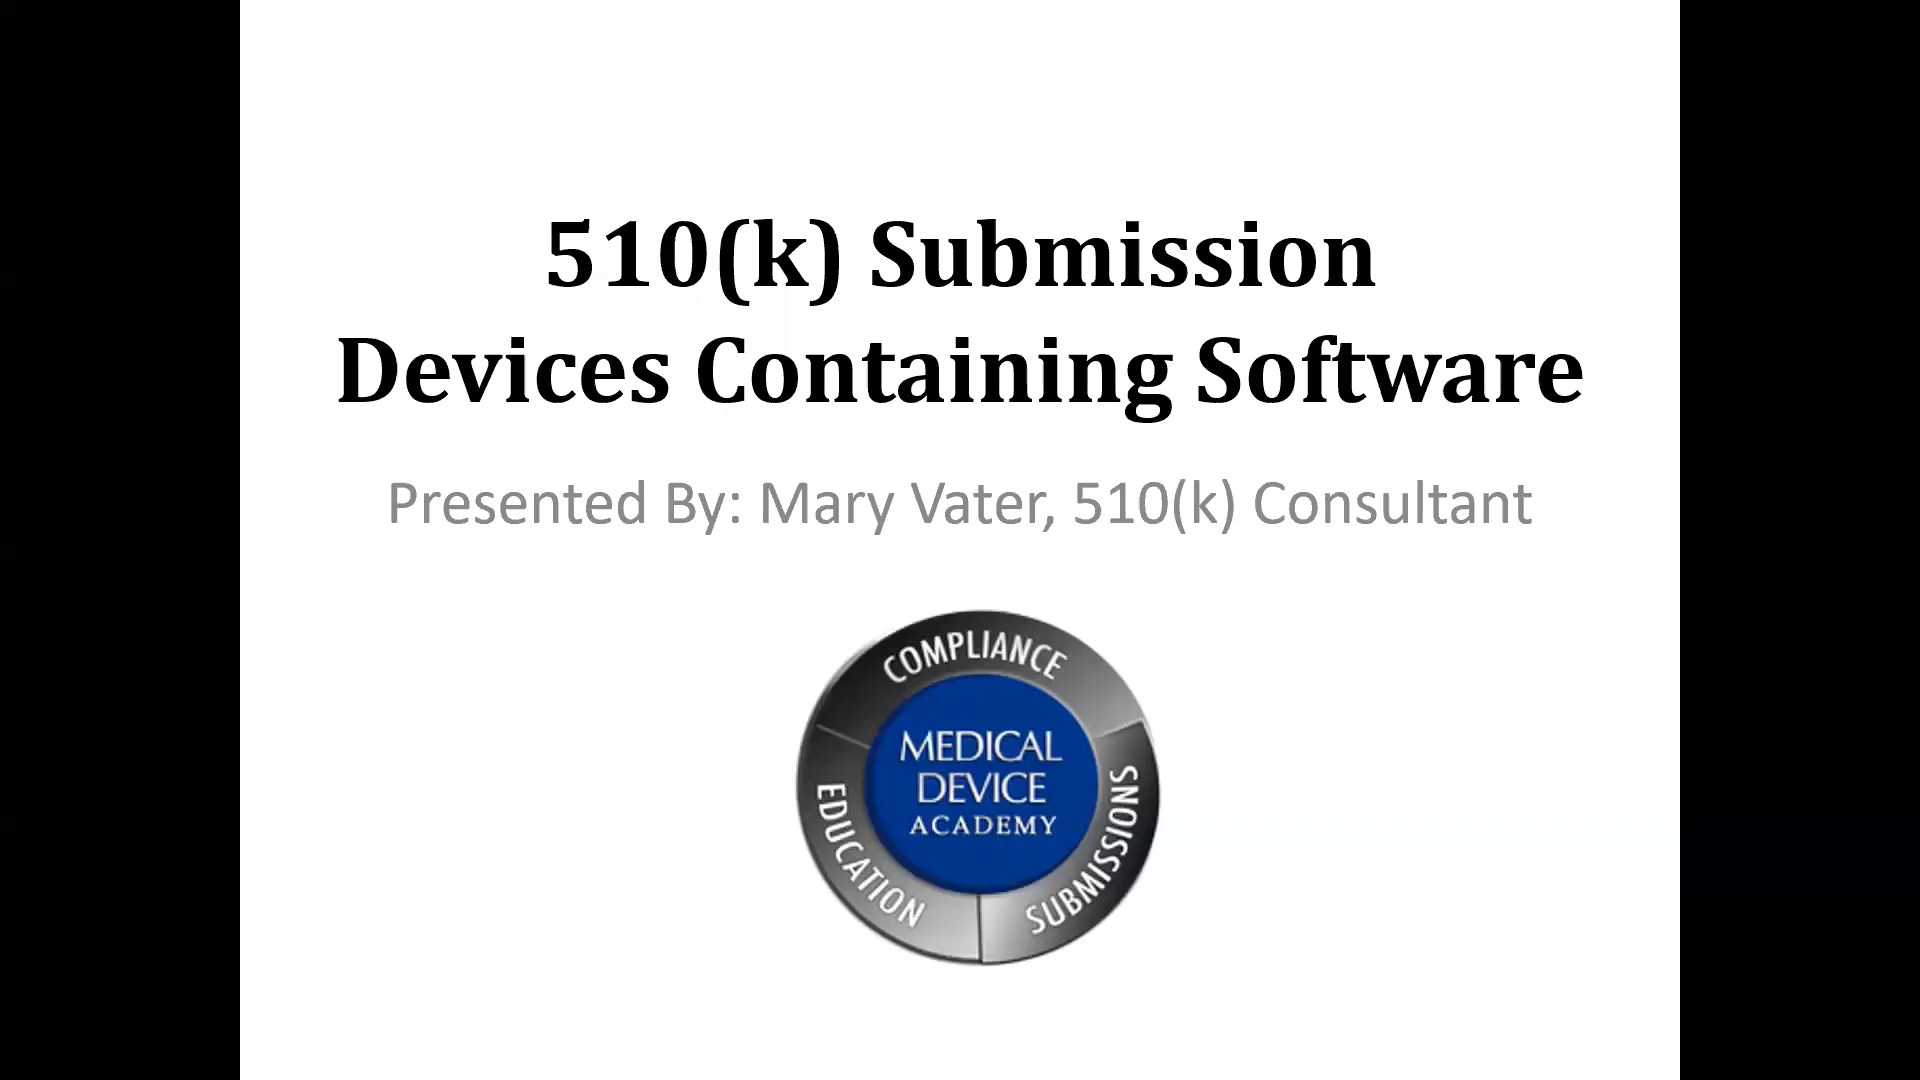 510(k) Submission
Devices Containing Software
Presented By: Mary Vater, 510(k) Consultant
COMPLIANCE
MEDICAL
DEVICE
ACADEMY
EDUCATION
SUBMISSIONS